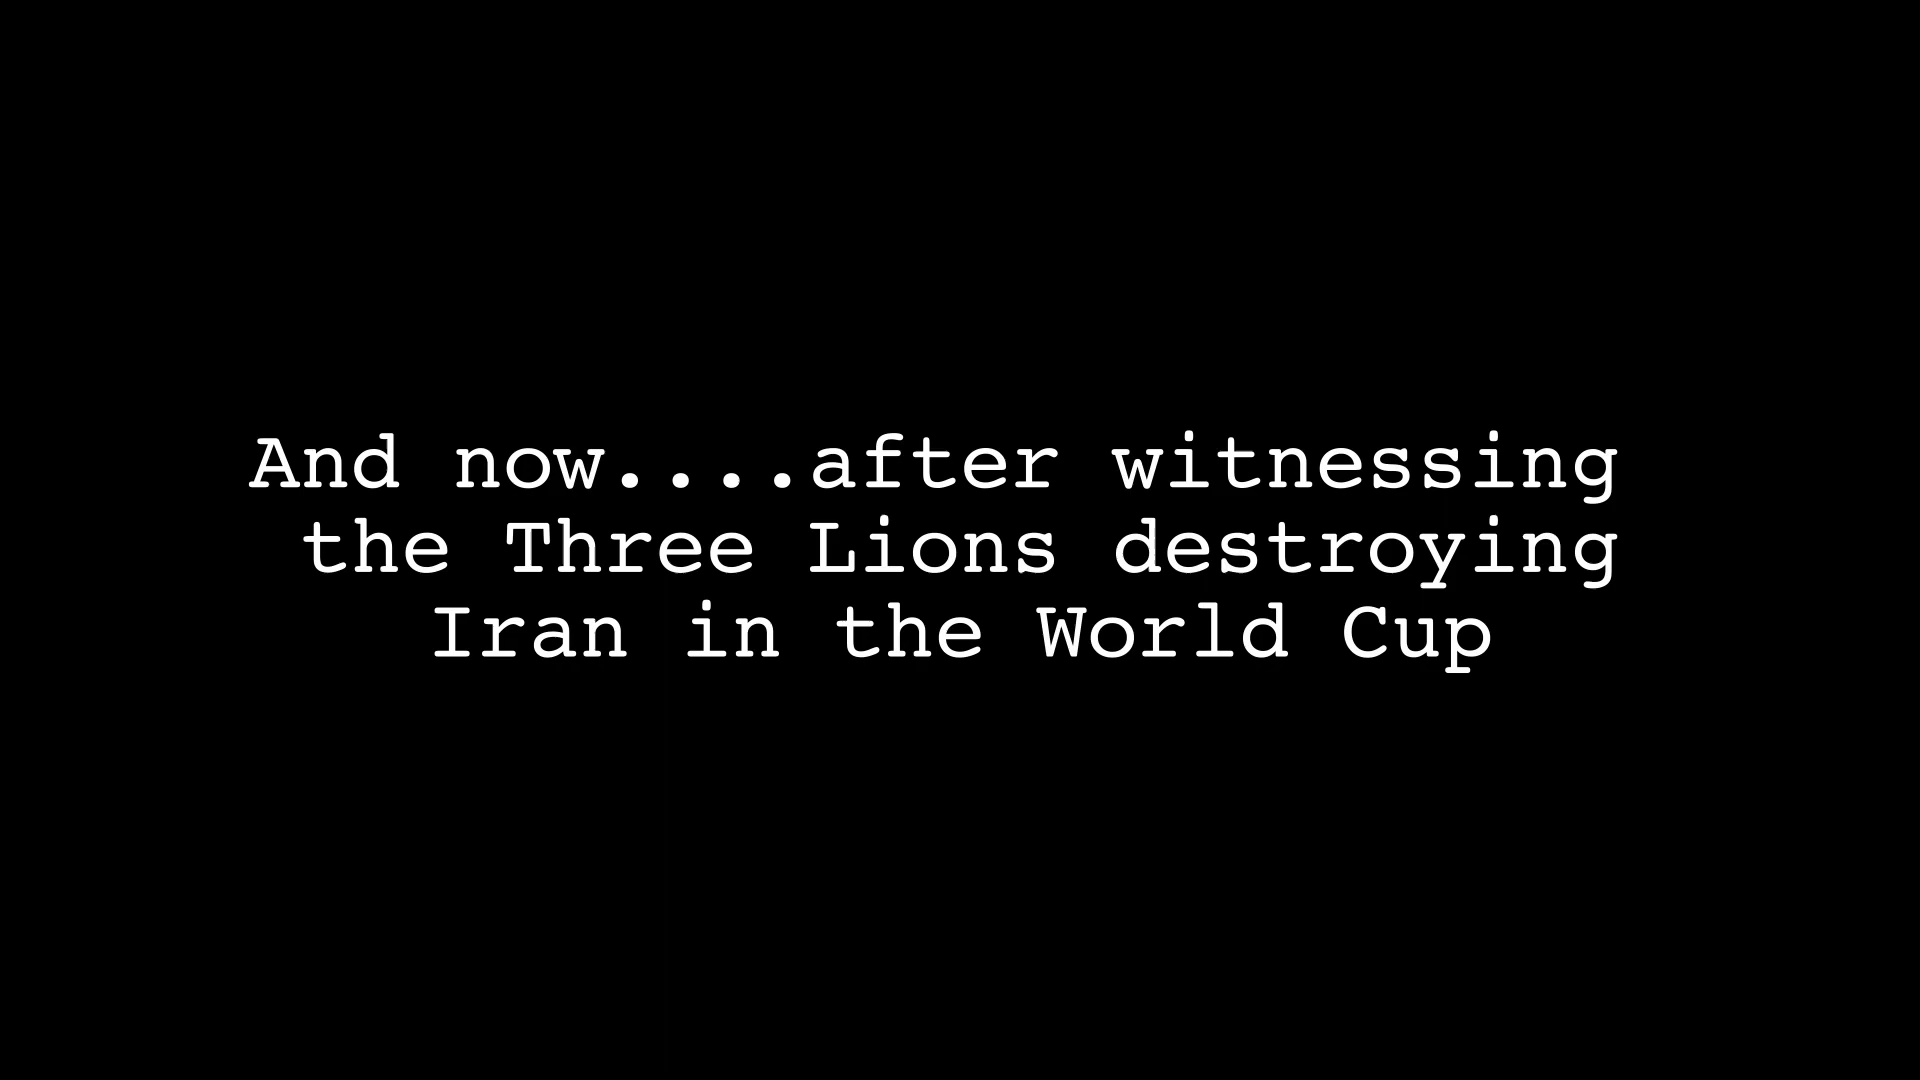 And now....after witnessing
the Three Lions destroying
Iran in the World Cup